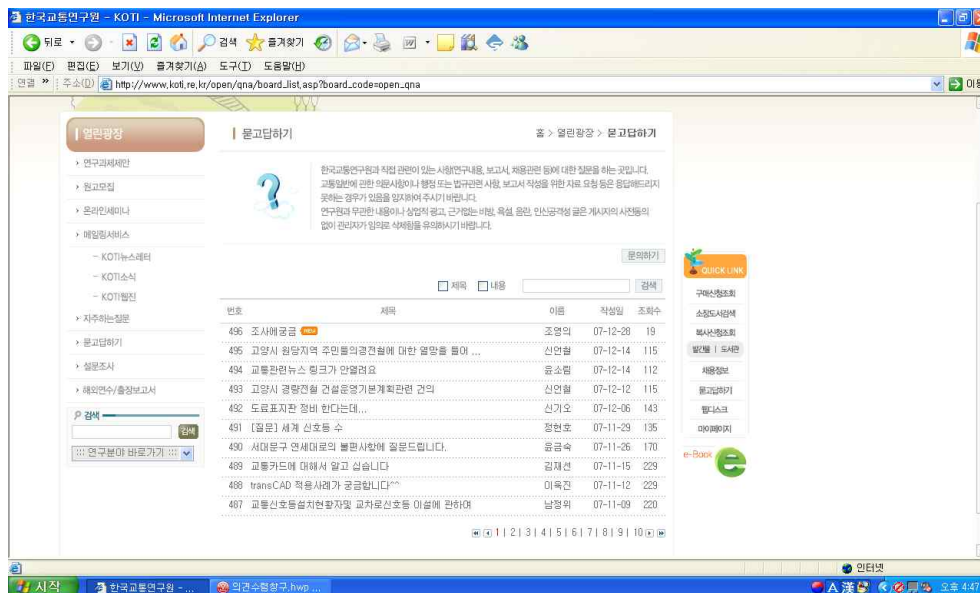 한국교통연구원 - KOTI - Microsoft Internet Explorer
뒤로 검색 즐겨찾기
파일(F) 편집(E) 보기(V) 즐겨찾기(A) 도구(T) 도움말(H)
연결 » 주소(D) http://www.koti.re.kr/open/qna/board_list.asp?board_code=open_qna 이동
열린광장
연구과제제안
원고모집
온라인세미나
메일링서비스
- KOTI뉴스레터
- KOTI소식
- KOTI웹진
자주하는질문
묻고답하기
설문조사
해외연수/출장보고서
검색
검색
::: 연구분야 바로가기 :::
묻고답하기 홈 > 열린광장 > 묻고답하기
한국교통연구원과 직접 관련이 있는 사항(연구내용, 보고서, 채용관련 등)에 대한 질문을 하는 곳입니다.
교통일반에 관한 의문사항이나 행정 또는 법규관련 사항, 보고서 작성을 위한 자료 요청 등은 응답해드리지
못하는 경우가 있음을 양지하여 주시기 바랍니다.
연구원과 무관한 내용이나 상업적 광고, 근거없는 비방, 욕설, 음란, 인신공격성 글은 게시자의 사전동의
없이 관리자가 임의로 삭제함을 유의하시기 바랍니다.
문의하기
제목 내용 검색
번호 제목 이름 작성일 조회수
496 조사에궁금 new 조영익 07-12-28 19
495 고양시 원당지역 주민들의경전철에 대한 열망을 들어 ... 신언철 07-12-14 115
494 교통관련뉴스 링크가 안열려요 윤소림 07-12-14 112
493 고양시 경량전철 건설운영기본계획관련 건의 신언철 07-12-12 115
492 도로표지판 정비 한다는데... 신기오 07-12-06 143
491 [질문] 세계 신호등 수 정현호 07-11-29 135
490 서대문구 연세대로의 불편사항에 질문드립니다. 윤금숙 07-11-26 170
489 교통카드에 대해서 알고 싶습니다 김재선 07-11-15 229
488 transCAD 적용사례가 궁금합니다^^ 이욱진 07-11-12 229
487 교통신호등설치현황자및 교차로신호등 이설에 관하여 남정위 07-11-09 220
1 | 2 | 3 | 4 | 5 | 6 | 7 | 8 | 9 | 10
QUICK LINK
구매신청조회
소장도서검색
복사신청조회
발간물 | 도서관
채용정보
묻고답하기
웹디스크
마이페이지
e-Book
인터넷
시작 한국교통연구원 - ... 의견수렴창구.hwp ... A 漢 오후 4:47